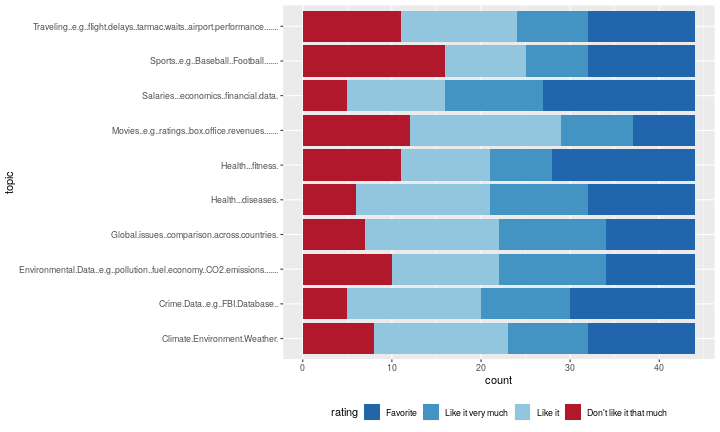 Traveling..e.g..flight.delays..tarmac.waits..airport.performance.......
Sports..e.g..Baseball..Football.......
Salaries...economics..financial.data.
Movies..e.g..ratings..box.office.revenues.......
Health...fitness.
Health...diseases.
Global.issues..comparison.across.countries.
Environmental.Data..e.g..pollution..fuel.economy..CO2.emissions.......
Crime.Data..e.g..FBI.Database..
Climate.Environment.Weather.
topic
0 10 20 30 40
count
rating Favorite Like it very much Like it Don't like it that much